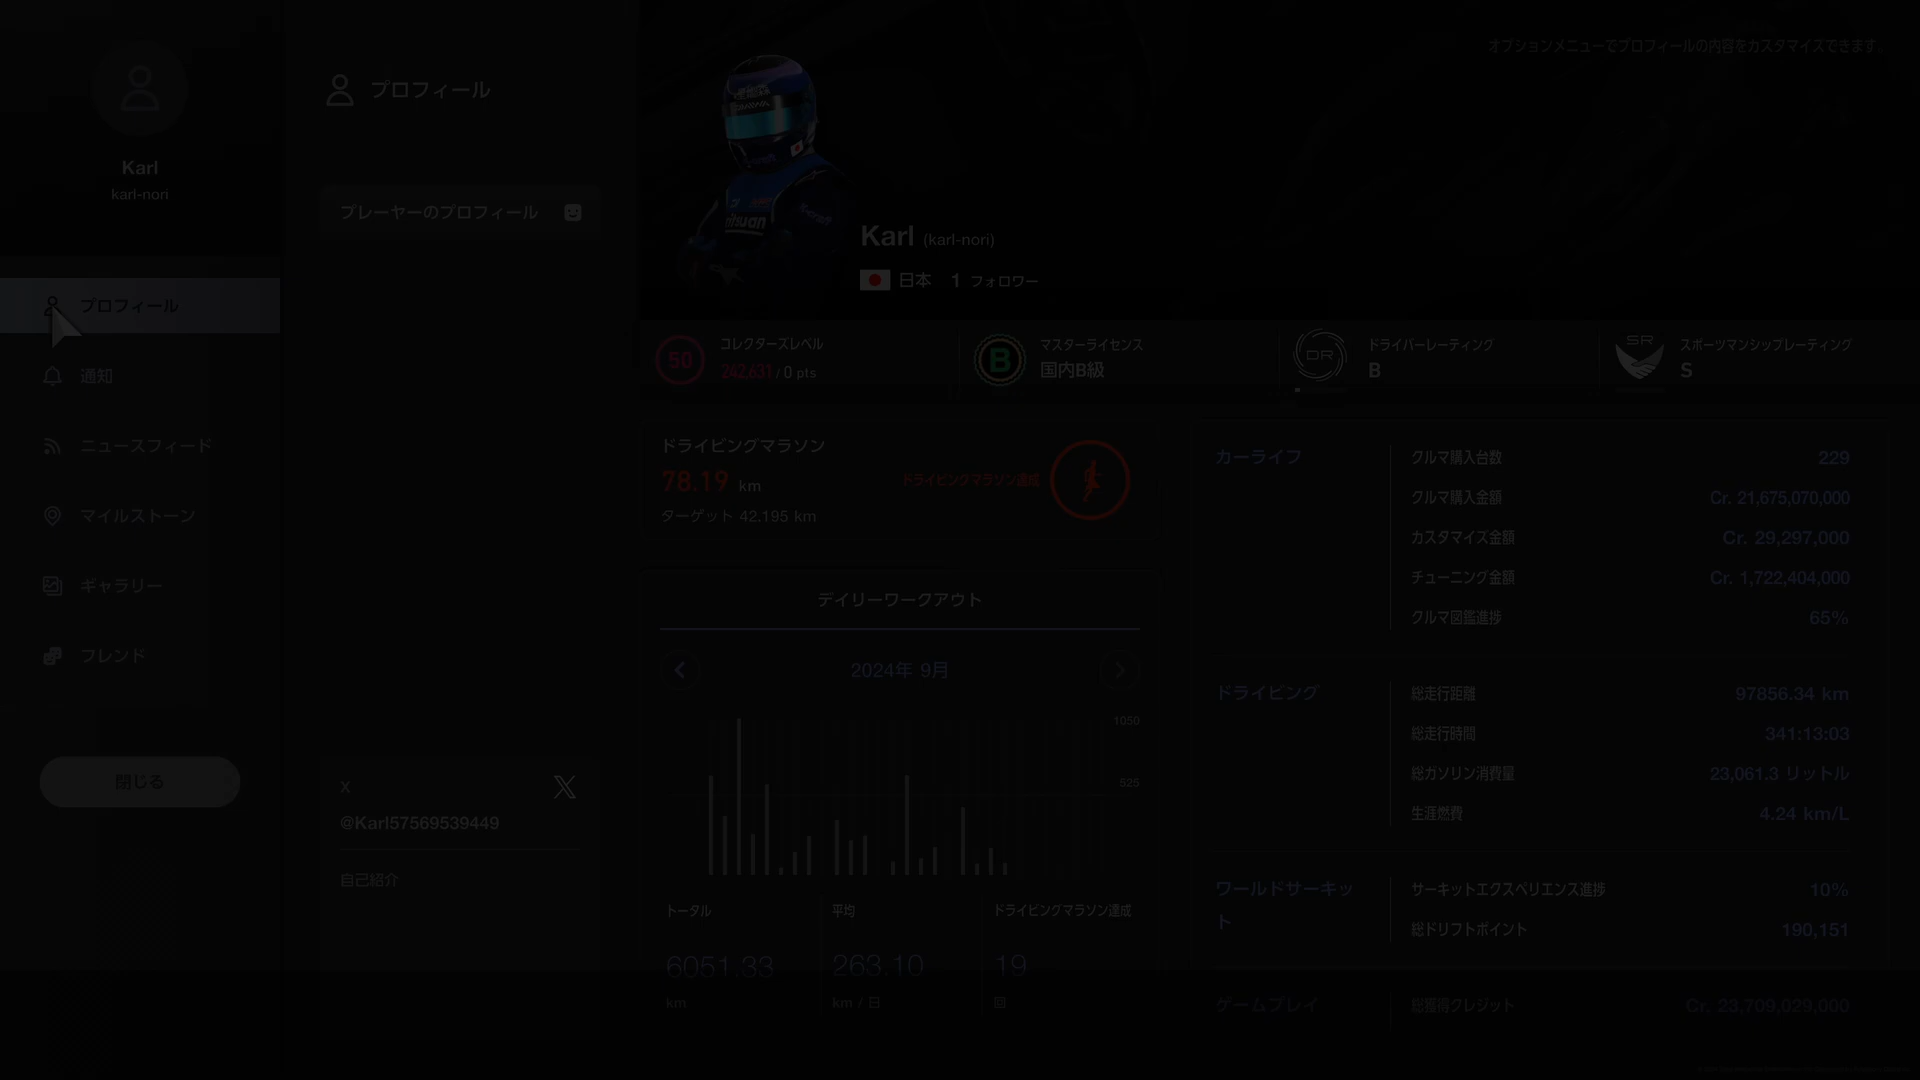 Karl
karl-nori
プロフィール
通知
ニュースフィード
マイルストーン
ギャラリー
フレンド
閉じる
プロフィール
プレーヤーのプロフィール
X
@Karl57569539449
自己紹介
オプションメニューでプロフィールの内容をカスタマイズできます。
Karl (karl-nori)
日本 1 フォロワー
50 コレクターズレベル
242,631 / 0 pts
B マスターライセンス
国内B級
DR ドライバーレーティング
B
SR スポーツマンシップレーティング
S
ドライビングマラソン
78.19 km
ドライビングマラソン達成
ターゲット 42.195 km
デイリーワークアウト
2024年 9月
1050
525
トータル
6051.33
km
平均
263.10
km / 日
ドライビングマラソン達成
19
回
カーライフ
クルマ購入台数 229
クルマ購入金額 Cr. 21,675,070,000
カスタマイズ金額 Cr. 29,297,000
チューニング金額 Cr. 1,722,404,000
クルマ図鑑進捗 65%
ドライビング
総走行距離 97856.34 km
総走行時間 341:13:03
総ガソリン消費量 23,061.3 リットル
生涯燃費 4.24 km/L
ワールドサーキット
サーキットエクスペリエンス進捗 10%
総ドリフトポイント 190,151
ゲームプレイ
総獲得クレジット Cr. 23,709,029,000